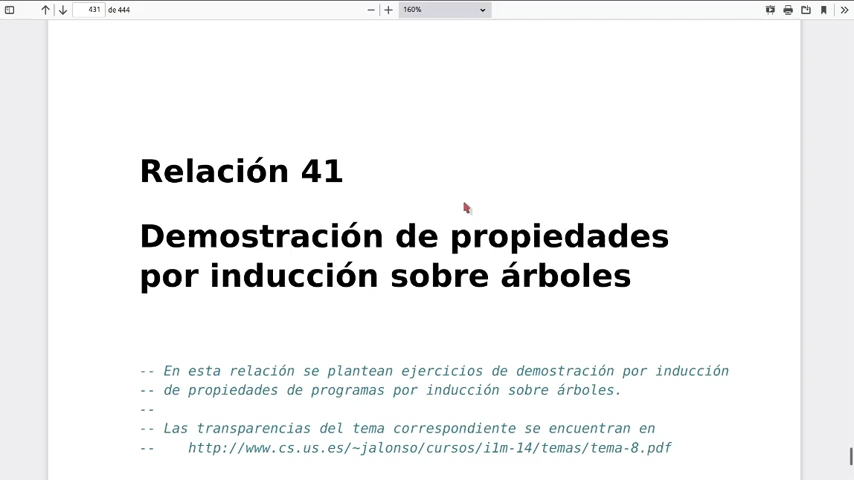 431 de 444
160%
Relación 41
Demostración de propiedades
por inducción sobre árboles
-- En esta relación se plantean ejercicios de demostración por inducción
-- de propiedades de programas por inducción sobre árboles.
--
-- Las transparencias del tema correspondiente se encuentran en
-- http://www.cs.us.es/~jalonso/cursos/i1m-14/temas/tema-8.pdf